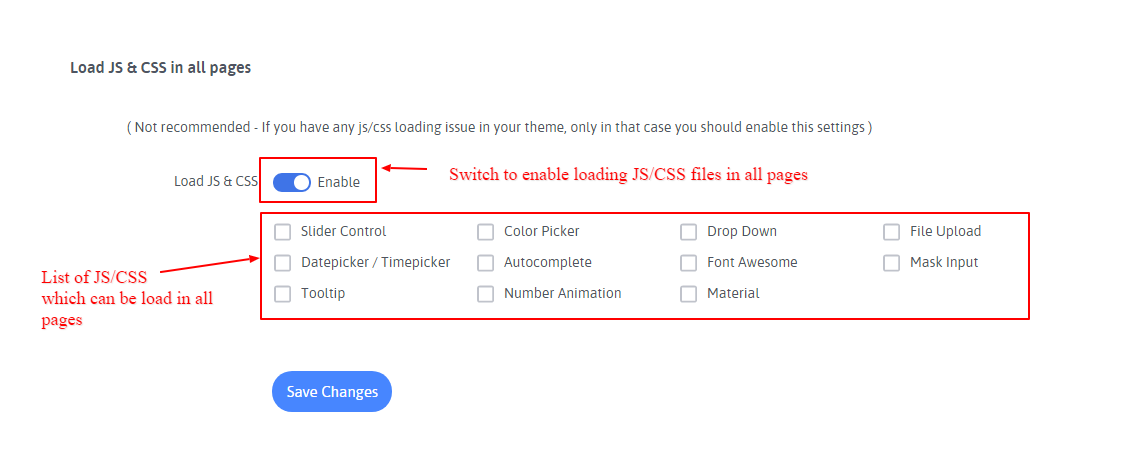 Load JS & CSS in all pages
( Not recommended - If you have any js/css loading issue in your theme, only in that case you should enable this settings )
Load JS & CSS
Enable
Switch to enable loading JS/CSS files in all pages
Slider Control
Color Picker
Drop Down
File Upload
Datepicker / Timepicker
Autocomplete
Font Awesome
Mask Input
Tooltip
Number Animation
Material
List of JS/CSS
which can be load in all
pages
Save Changes